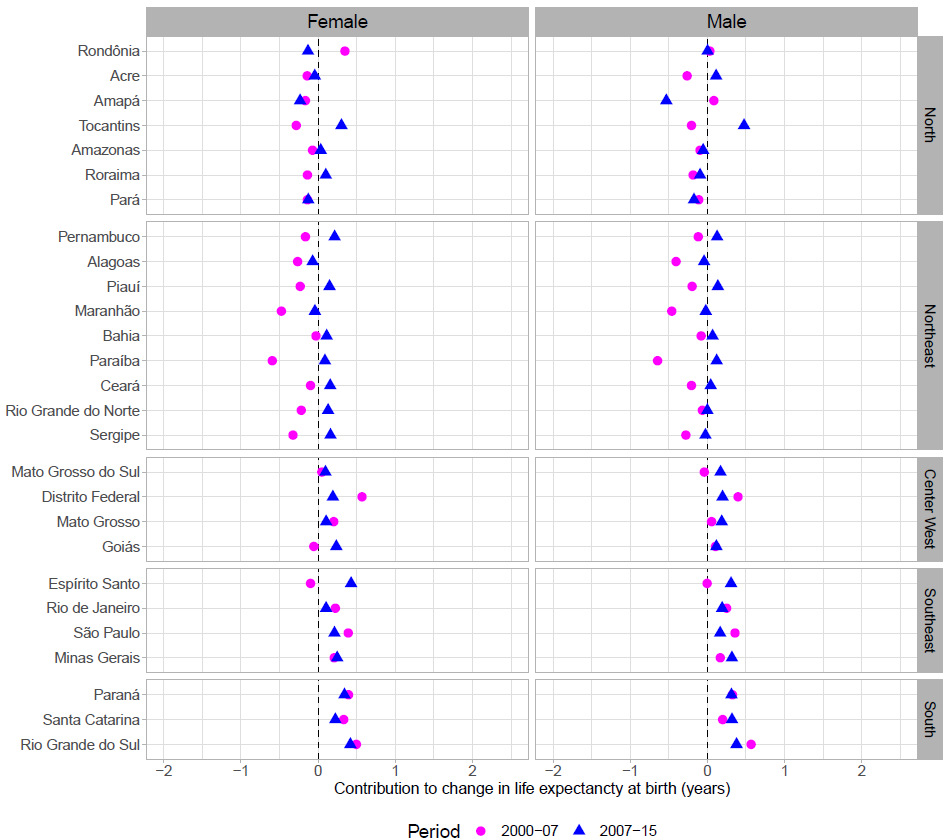 Female Male
Rondônia
Acre
Amapá
Tocantins
Amazonas
Roraima
Pará
North
Pernambuco
Alagoas
Piauí
Maranhão
Bahia
Paraíba
Ceará
Rio Grande do Norte
Sergipe
Northeast
Mato Grosso do Sul
Distrito Federal
Mato Grosso
Goiás
Center West
Espírito Santo
Rio de Janeiro
São Paulo
Minas Gerais
Southeast
Paraná
Santa Catarina
Rio Grande do Sul
South
−2 −1 0 1 2 −2 −1 0 1 2
Contribution to change in life expectancty at birth (years)
Period 2000−07 2007−15